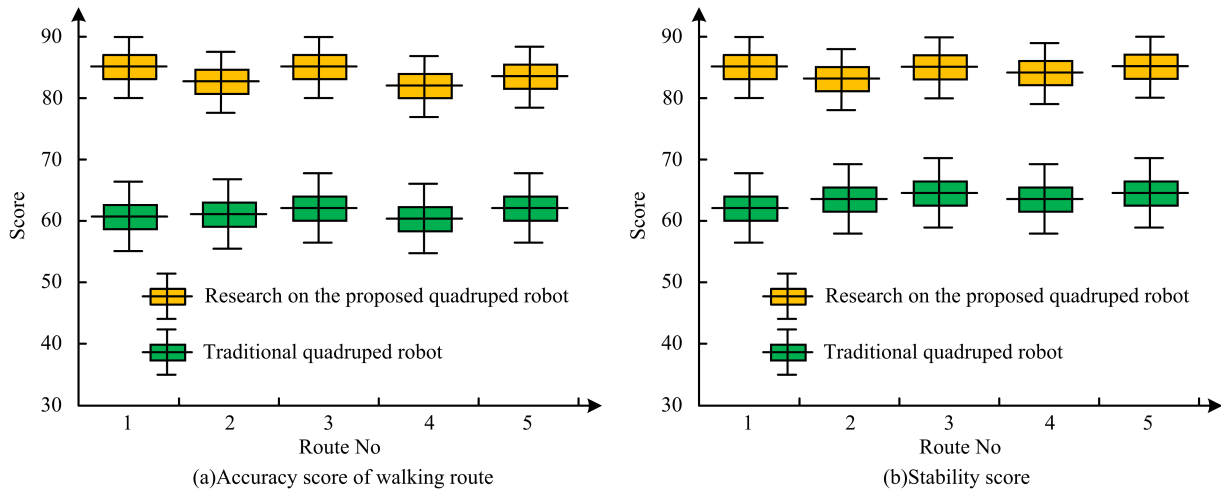 90
80
70
60
50
40
30
Score
Research on the proposed quadruped robot
Traditional quadruped robot
1 2 3 4 5
Route No
(a)Accuracy score of walking route
90
80
70
60
50
40
30
Score
Research on the proposed quadruped robot
Traditional quadruped robot
1 2 3 4 5
Route No
(b)Stability score